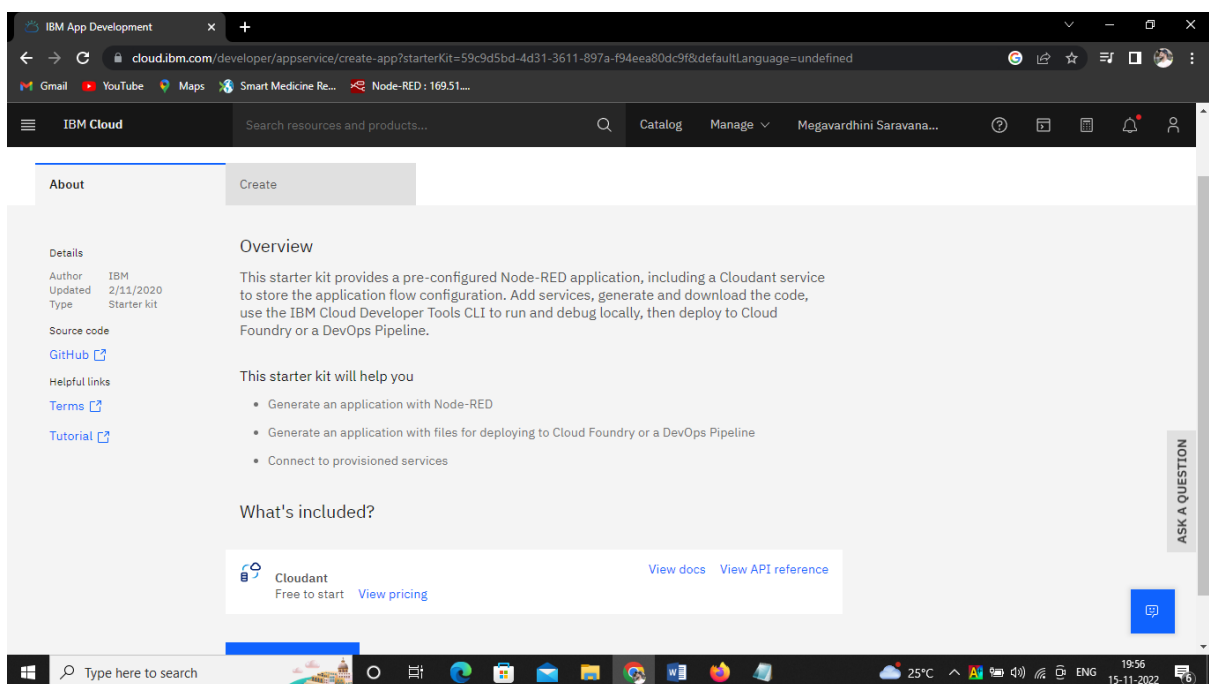 IBM App Development
cloud.ibm.com/developer/appservice/create-app?starterKit=59c9d5bd-4d31-3611-897a-f94eea80dc9f&defaultLanguage=undefined
Gmail YouTube Maps Smart Medicine Re... Node-RED : 169.51....
IBM Cloud Search resources and products... Catalog Manage Megavardhini Saravana...
About Create
Details
Author IBM
Updated 2/11/2020
Type Starter kit
Source code
GitHub
Helpful links
Terms
Tutorial
Overview
This starter kit provides a pre-configured Node-RED application, including a Cloudant service
to store the application flow configuration. Add services, generate and download the code,
use the IBM Cloud Developer Tools CLI to run and debug locally, then deploy to Cloud
Foundry or a DevOps Pipeline.
This starter kit will help you
• Generate an application with Node-RED
• Generate an application with files for deploying to Cloud Foundry or a DevOps Pipeline
• Connect to provisioned services
What's included?
Cloudant
Free to start View pricing
View docs View API reference
ASK A QUESTION
Type here to search
25°C
ENG
19:56
15-11-2022
6